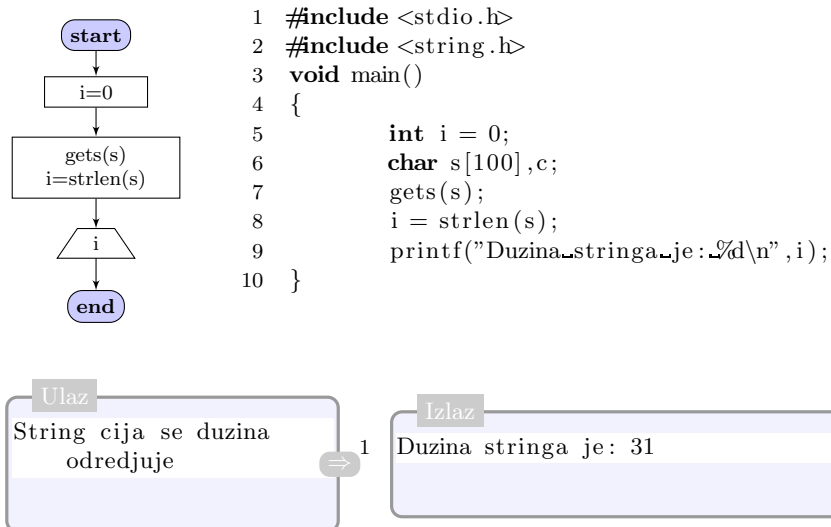 start
i=0
gets(s)
i=strlen(s)
i
end
1 #include <stdio.h>
2 #include <string.h>
3 void main()
4 {
5 int i = 0;
6 char s[100],c;
7 gets(s);
8 i = strlen(s);
9 printf("Duzina␣stringa␣je:␣%d\n",i);
10 }
Ulaz
String cija se duzina
odredjuje
⇒
Izlaz
1 Duzina stringa je: 31